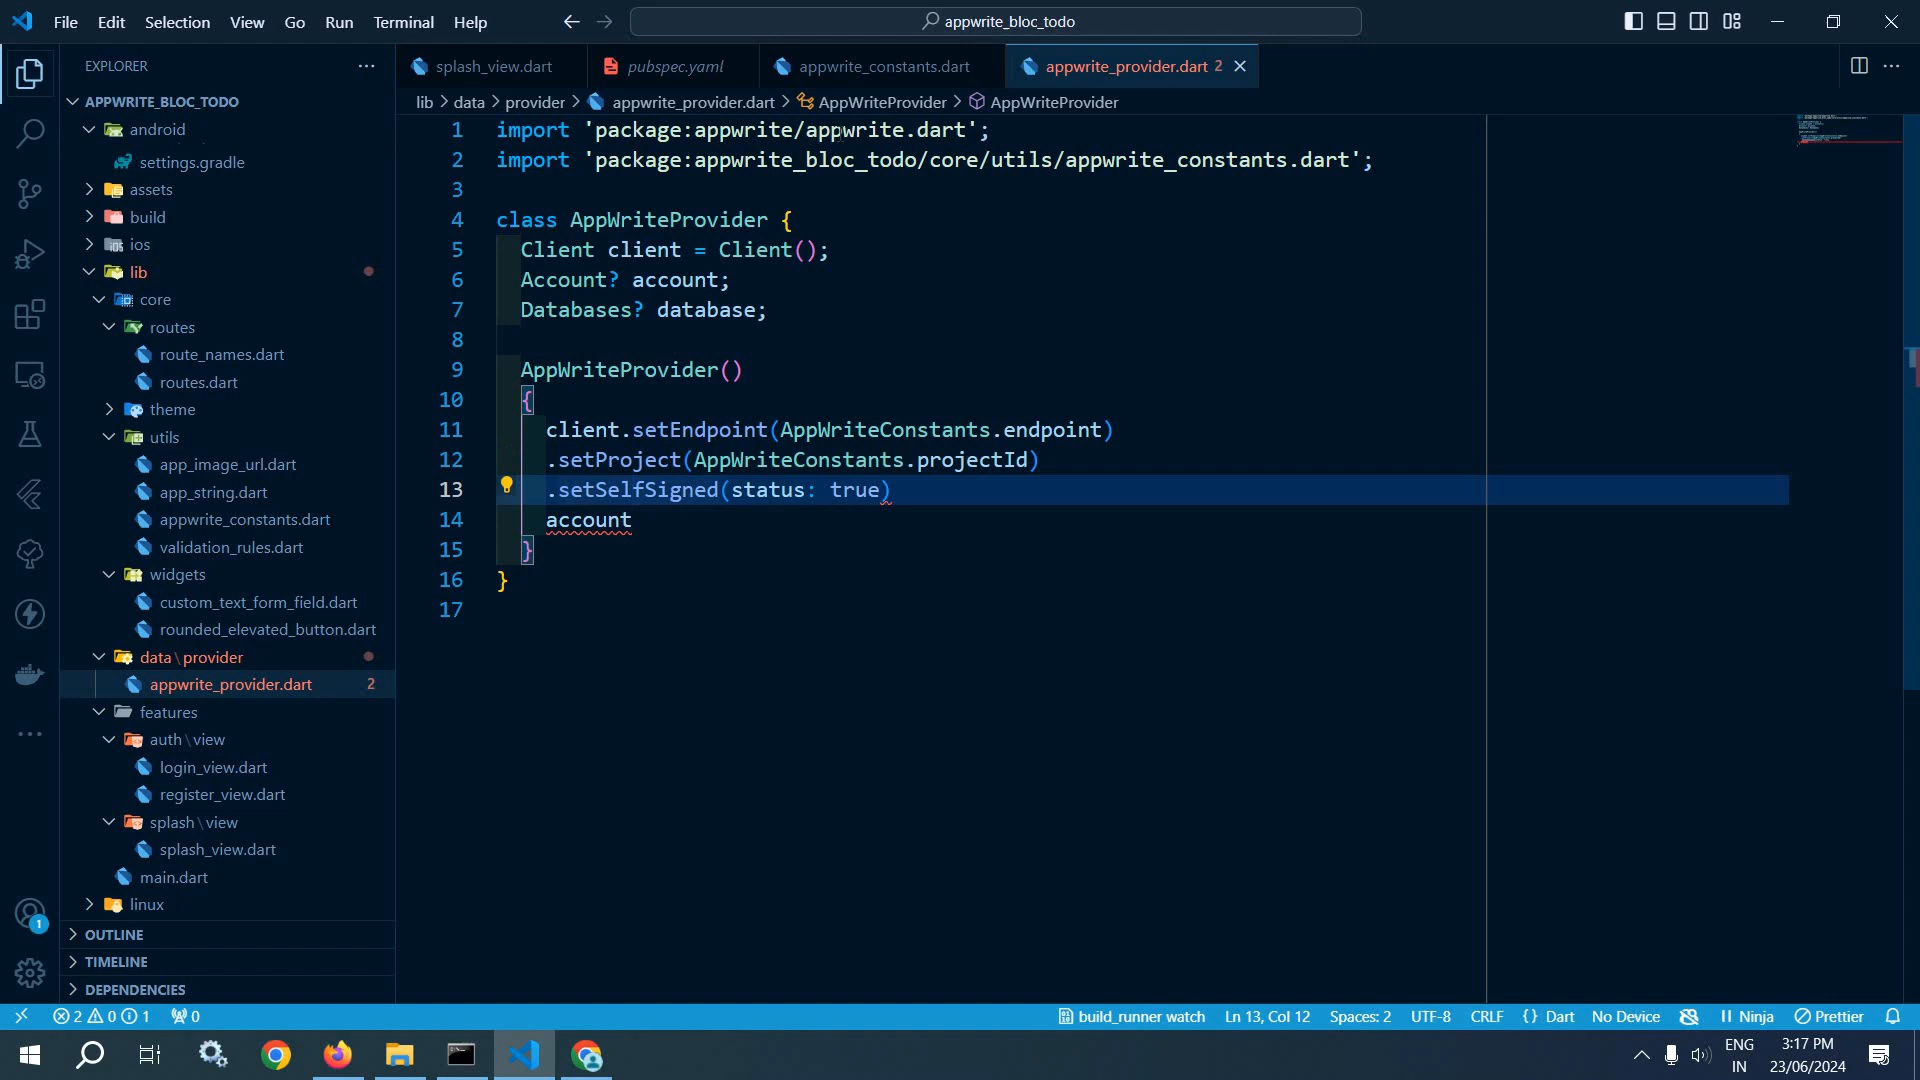 File Edit Selection View Go Run Terminal Help
appwrite_bloc_todo
EXPLORER
splash_view.dart
pubspec.yaml
appwrite_constants.dart
appwrite_provider.dart 2
lib > data > provider > appwrite_provider.dart > AppWriteProvider > AppWriteProvider
APPWRITE_BLOC_TODO
android
settings.gradle
assets
build
ios
lib
core
routes
route_names.dart
routes.dart
theme
utils
app_image_url.dart
app_string.dart
appwrite_constants.dart
validation_rules.dart
widgets
custom_text_form_field.dart
rounded_elevated_button.dart
data\provider
appwrite_provider.dart 2
features
auth\view
login_view.dart
register_view.dart
splash\view
splash_view.dart
main.dart
linux
OUTLINE
TIMELINE
DEPENDENCIES
1 import 'package:appwrite/appwrite.dart';
2 import 'package:appwrite_bloc_todo/core/utils/appwrite_constants.dart';
3
4 class AppWriteProvider {
5 Client client = Client();
6 Account? account;
7 Databases? database;
8
9 AppWriteProvider()
10 {
11 client.setEndpoint(AppWriteConstants.endpoint)
12 .setProject(AppWriteConstants.projectId)
13 .setSelfSigned(status: true)
14 account
15 }
16 }
17
1
2 0 1 0
build_runner watch Ln 13, Col 12 Spaces: 2 UTF-8 CRLF {} Dart No Device Ninja Prettier
ENG
IN
3:17 PM
23/06/2024